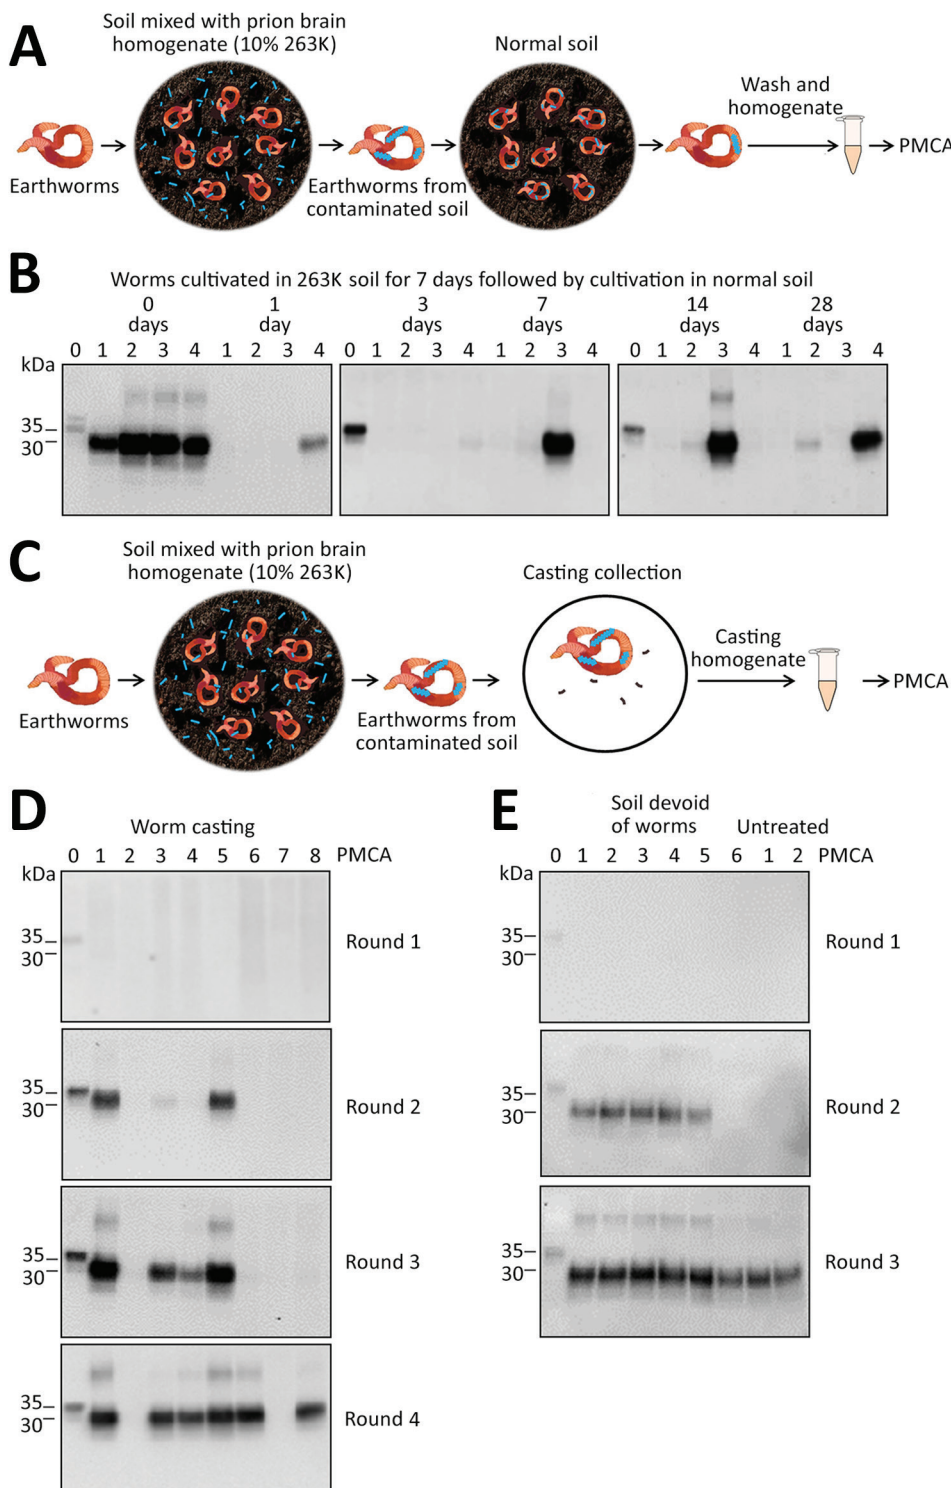 A
Soil mixed with prion brain
homogenate (10% 263K)
Normal soil
Wash and
homogenate
PMCA
Earthworms
Earthworms from
contaminated soil
B
Worms cultivated in 263K soil for 7 days followed by cultivation in normal soil
0 1 3 7 14 28
days day days days days days
0 1 2 3 4 1 2 3 4 0 1 2 3 4 1 2 3 4 0 1 2 3 4 1 2 3 4
kDa
35
30
C
Soil mixed with prion brain
homogenate (10% 263K)
Casting collection
Casting
homogenate
PMCA
Earthworms
Earthworms from
contaminated soil
D
Worm casting
0 1 2 3 4 5 6 7 8 PMCA
kDa
35
30
Round 1
35
30
Round 2
35
30
Round 3
35
30
Round 4
E
Soil devoid
of worms
Untreated
0 1 2 3 4 5 6 1 2 PMCA
kDa
35
30
Round 1
35
30
Round 2
35
30
Round 3